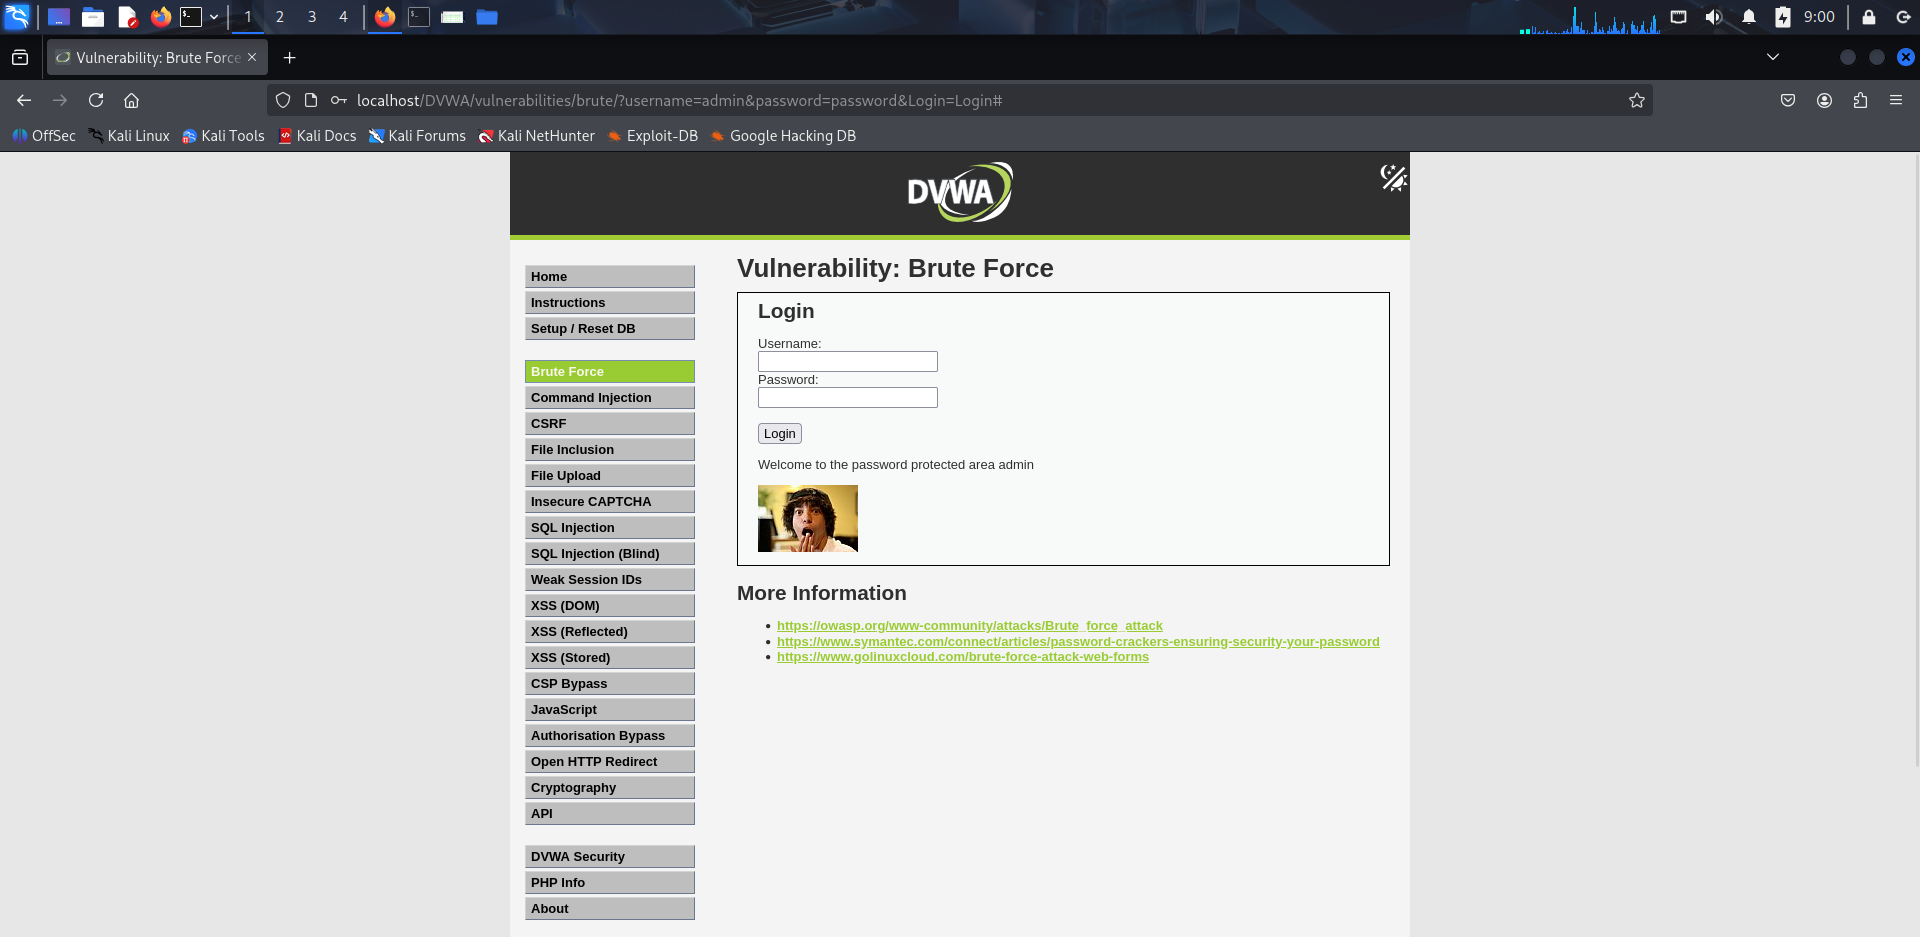 1 2 3 4 9:00
Vulnerability: Brute Force
localhost/DVWA/vulnerabilities/brute/?username=admin&password=password&Login=Login#
OffSec Kali Linux Kali Tools Kali Docs Kali Forums Kali NetHunter Exploit-DB Google Hacking DB
DVWA
Home
Instructions
Setup / Reset DB
Brute Force
Command Injection
CSRF
File Inclusion
File Upload
Insecure CAPTCHA
SQL Injection
SQL Injection (Blind)
Weak Session IDs
XSS (DOM)
XSS (Reflected)
XSS (Stored)
CSP Bypass
JavaScript
Authorisation Bypass
Open HTTP Redirect
Cryptography
API
DVWA Security
PHP Info
About
Vulnerability: Brute Force
Login
Username:
Password:
Login
Welcome to the password protected area admin
More Information
https://owasp.org/www-community/attacks/Brute_force_attack
https://www.symantec.com/connect/articles/password-crackers-ensuring-security-your-password
https://www.golinuxcloud.com/brute-force-attack-web-forms